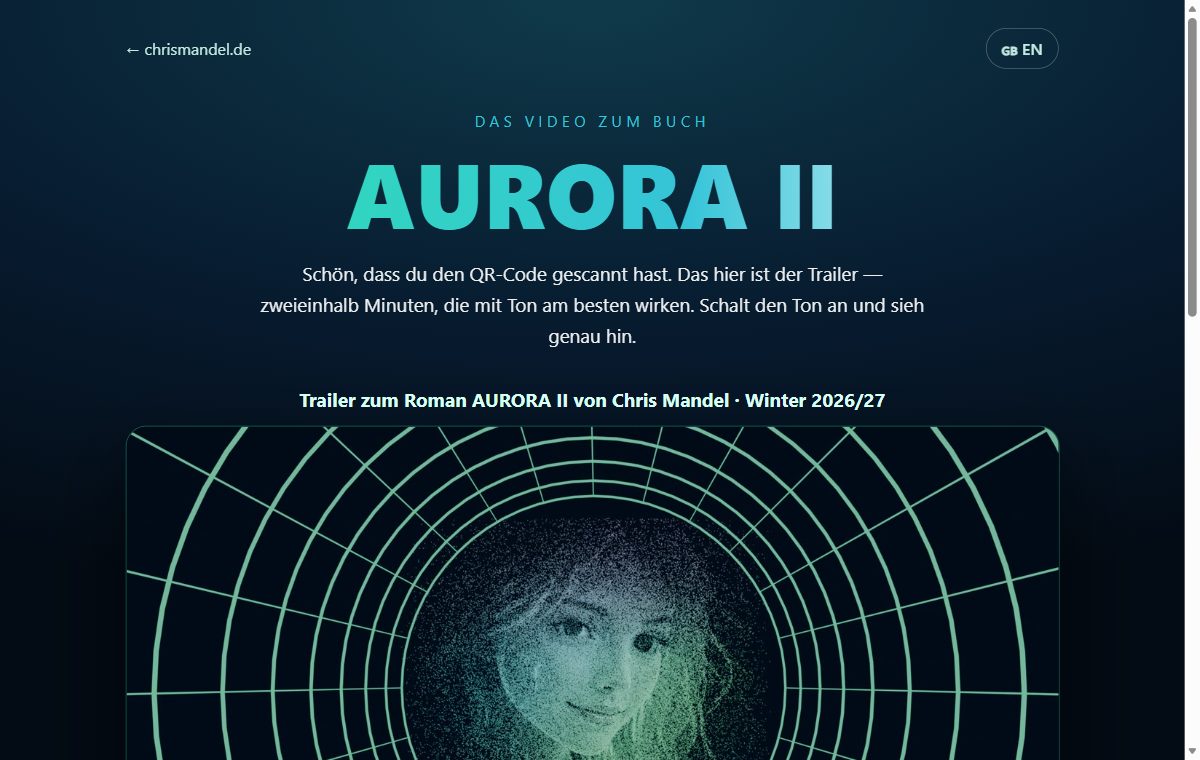 ← chrismandel.de
GB EN
DAS VIDEO ZUM BUCH
AURORA II
Schön, dass du den QR-Code gescannt hast. Das hier ist der Trailer —
zweieinhalb Minuten, die mit Ton am besten wirken. Schalt den Ton an und sieh
genau hin.
Trailer zum Roman AURORA II von Chris Mandel · Winter 2026/27